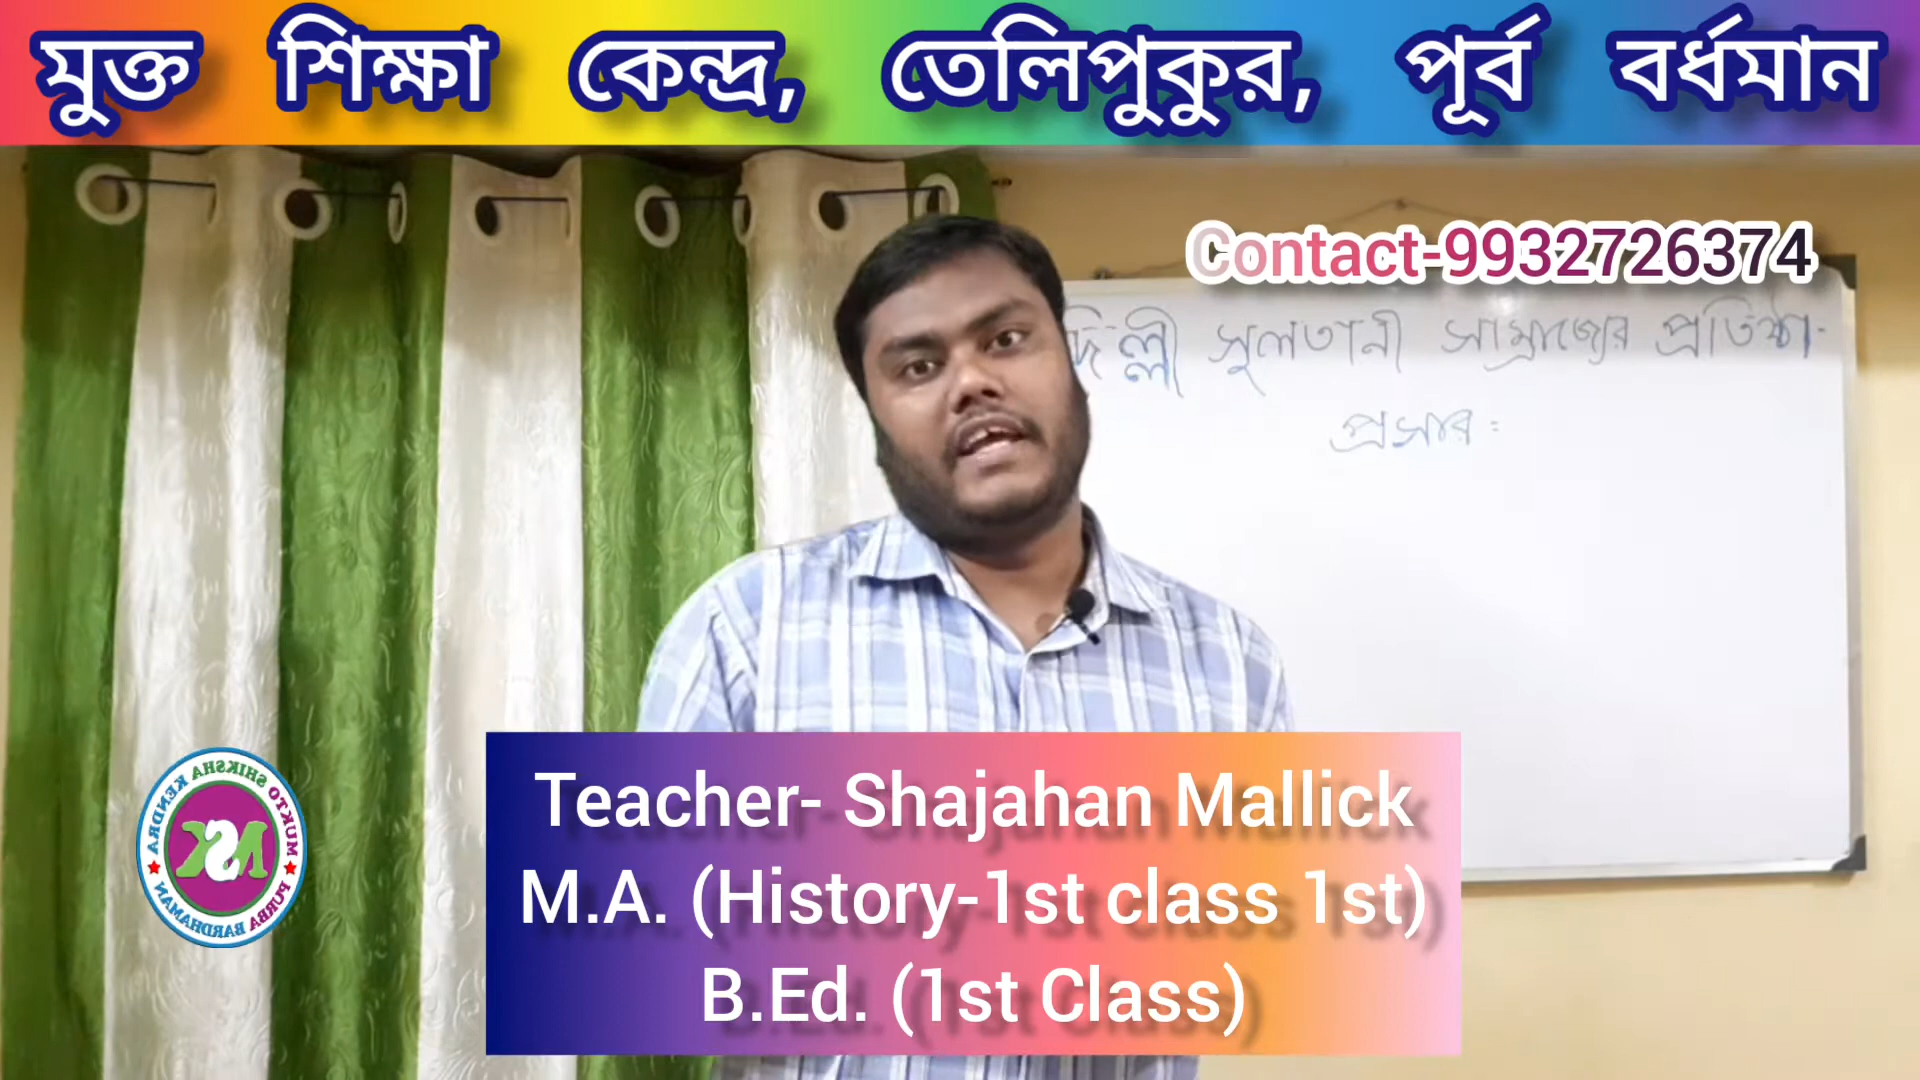 মুক্ত শিক্ষা কেন্দ্র, তেলিপুকুর, পূর্ব বর্ধমান
Contact-9932726374
দিল্লী সুলতানী সাম্রাজ্যের প্রতিষ্ঠা-
প্রসার:
Teacher- Shajahan Mallick
M.A. (History-1st class 1st)
B.Ed. (1st Class)
MUKTO SHIKSHA KENDRA
MSK
PURBA BARDHAMAN